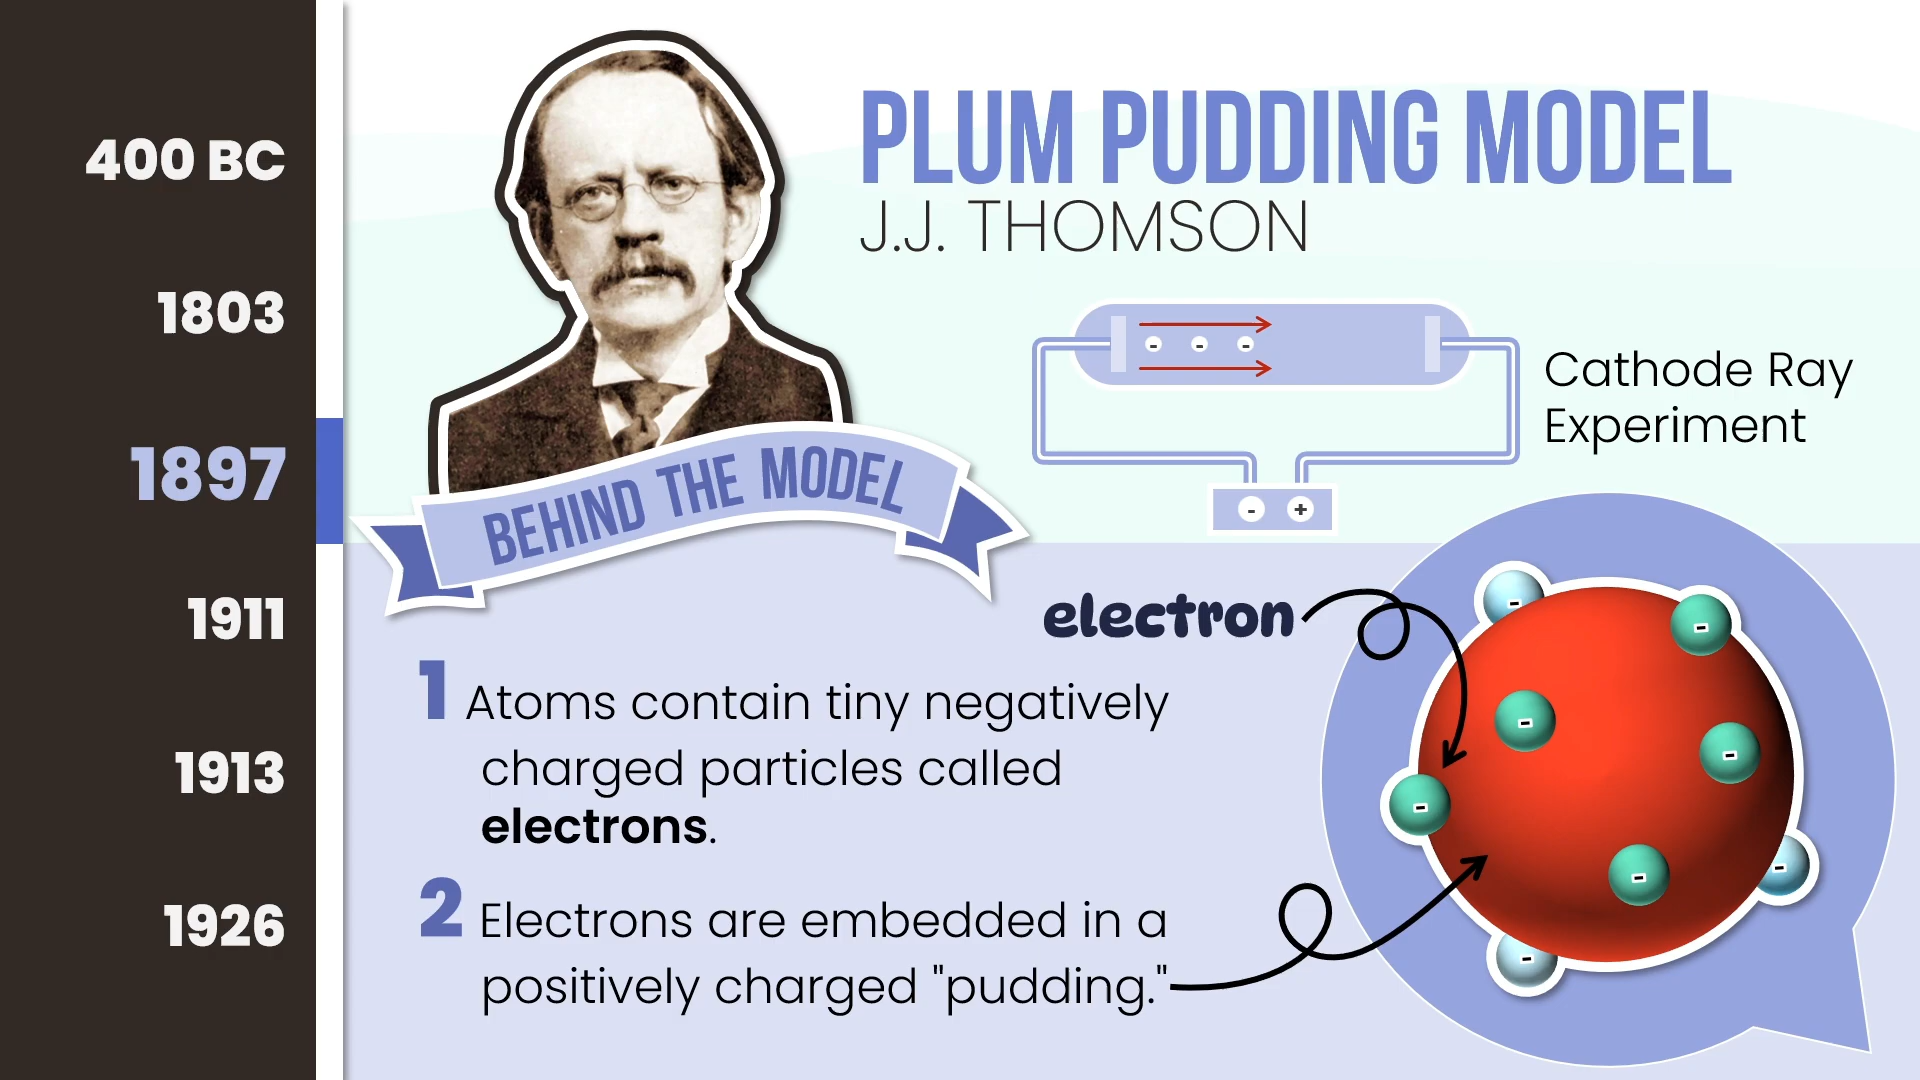 400 BC
1803
1897
1911
1913
1926
PLUM PUDDING MODEL
J.J. THOMSON
- - -
Cathode Ray
Experiment
- +
BEHIND THE MODEL
electron
1 Atoms contain tiny negatively
charged particles called
electrons.
2 Electrons are embedded in a
positively charged "pudding."
-
-
-
-
-
-
-
-